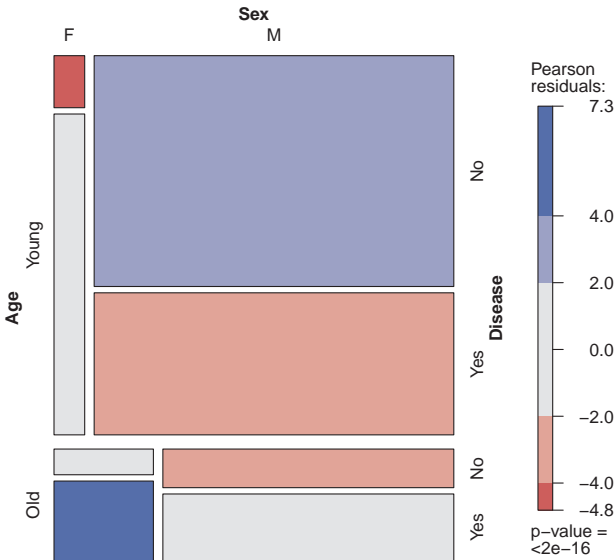 Sex
F M
Age
Young
Old
No
Yes
No
Yes
Disease
Pearson
residuals:
7.3
4.0
2.0
0.0
−2.0
−4.0
−4.8
p−value =
<2e−16